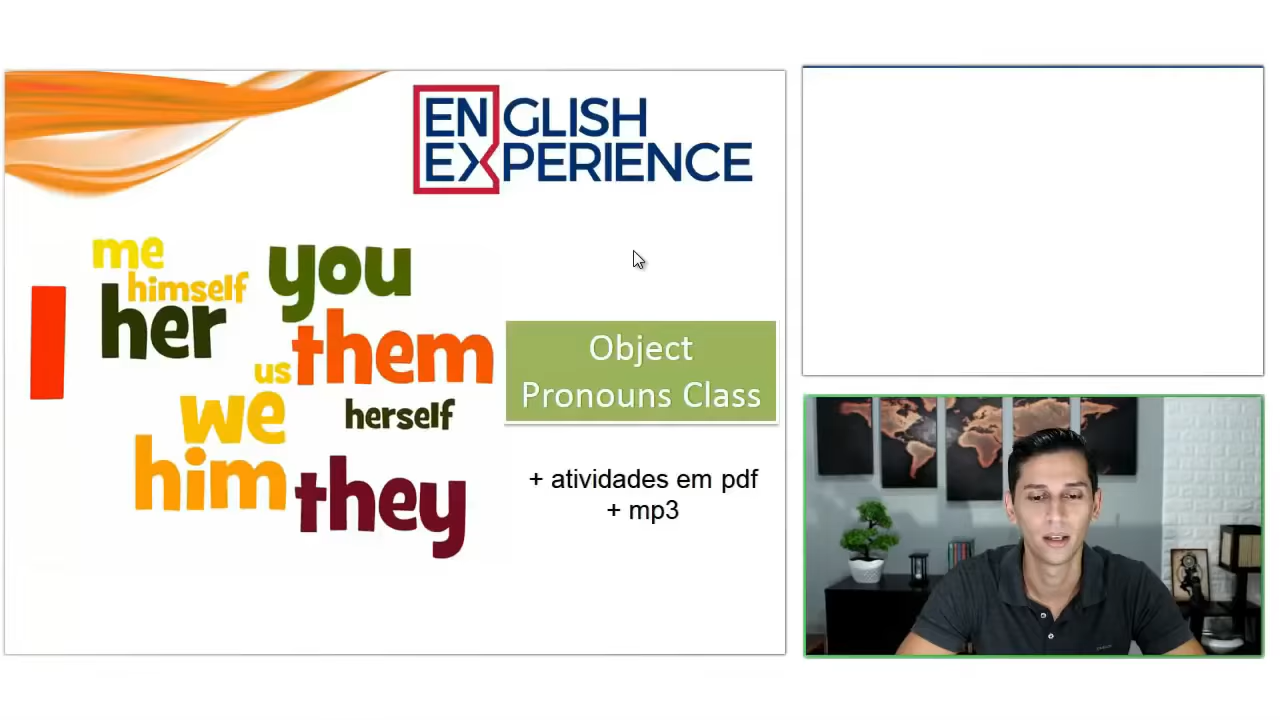 ENGLISH
EXPERIENCE
me
himself
I
her
you
them
us
we
herself
him
they
Object
Pronouns Class
+ atividades em pdf
+ mp3